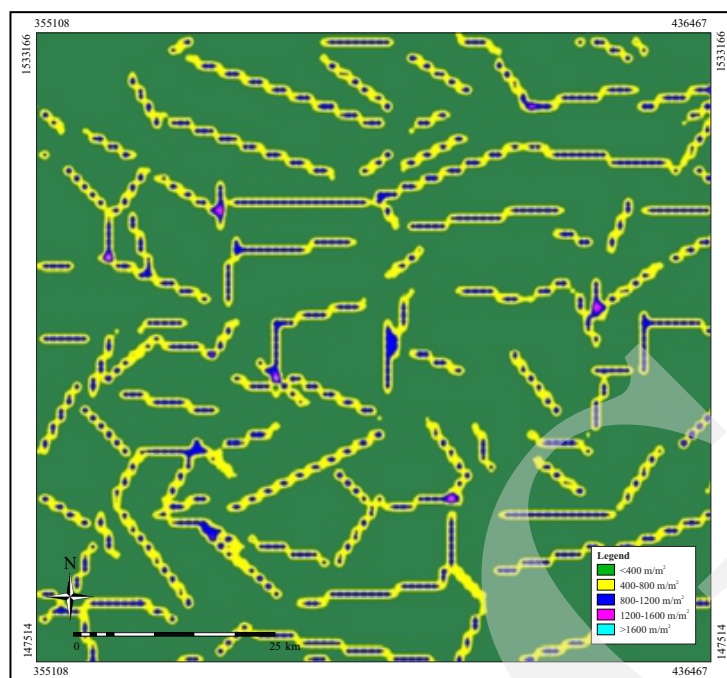 355108 436467
1533166 1533166
N
0 25 km
Legend
<400 m/m²
400-800 m/m²
800-1200 m/m²
1200-1600 m/m²
>1600 m/m²
147514 147514
355108 436467